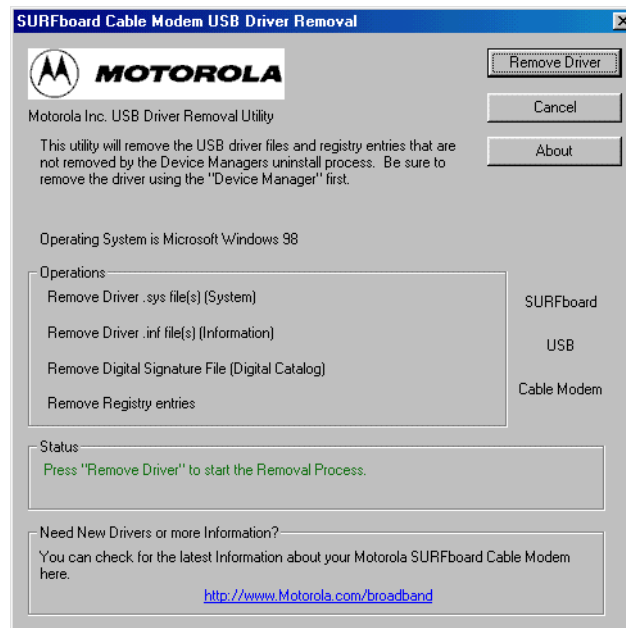 SURFboard Cable Modem USB Driver Removal
MOTOROLA
Remove Driver
Cancel
About
Motorola Inc. USB Driver Removal Utility
This utility will remove the USB driver files and registry entries that are
not removed by the Device Managers uninstall process.  Be sure to
remove the driver using the "Device Manager" first.
Operating System is Microsoft Windows 98
Operations
Remove Driver .sys file(s) (System)
Remove Driver .inf file(s) (Information)
Remove Digital Signature File (Digital Catalog)
Remove Registry entries
SURFboard
USB
Cable Modem
Status
Press "Remove Driver" to start the Removal Process.
Need New Drivers or more Information?
You can check for the latest Information about your Motorola SURFboard Cable Modem
here.
http://www.Motorola.com/broadband